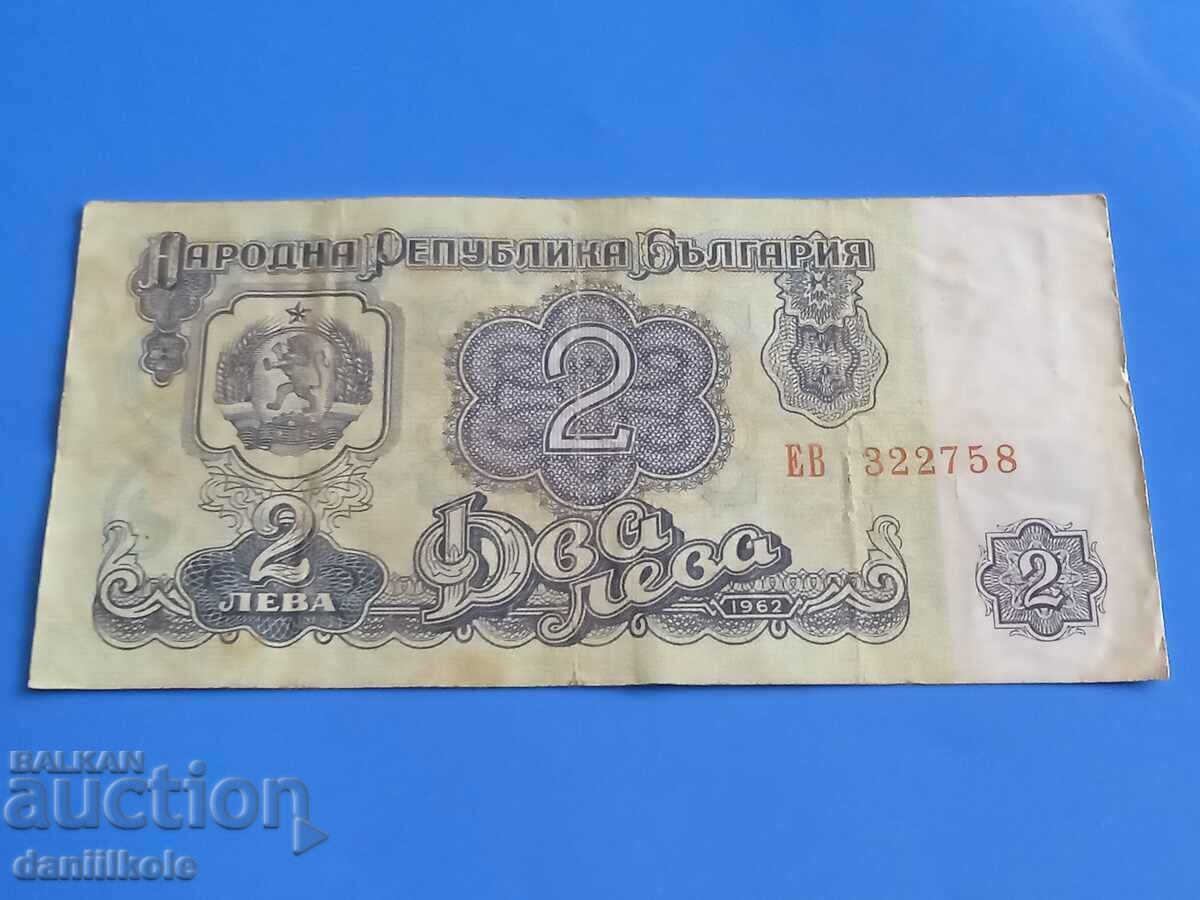 НАРОДНА РЕПУБЛИКА БЪЛГАРИЯ
2
ЕВ 322758
2
ЛЕВА
Два
лева
1962
2
BALKAN
auction
daniilkole